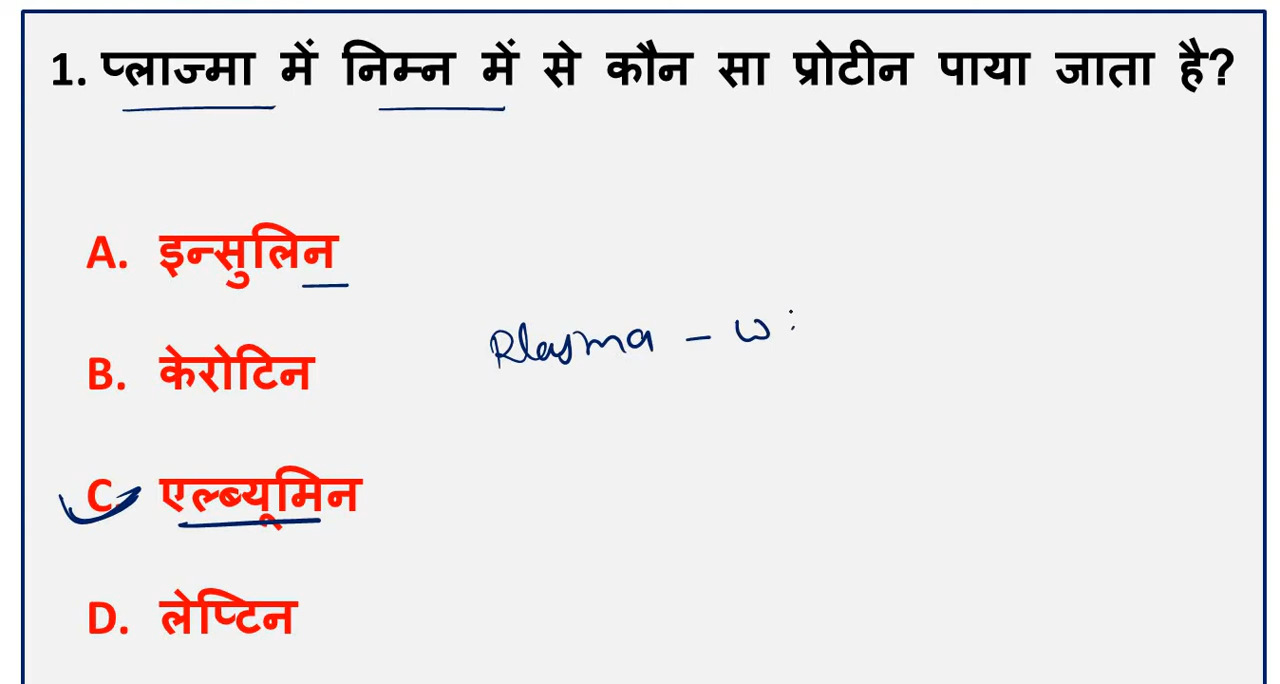 1. प्लाज्मा में निम्न में से कौन सा प्रोटीन पाया जाता है?
A. इन्सुलिन
B. केरोटिन
Plasma - w
C. एल्ब्यूमिन
D. लेप्टिन